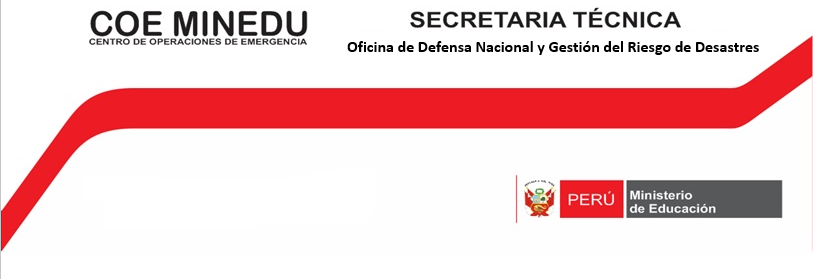 COE MINEDU
CENTRO DE OPERACIONES DE EMERGENCIA
SECRETARIA TÉCNICA
Oficina de Defensa Nacional y Gestión del Riesgo de Desastres
PERÚ
Ministerio
de Educación